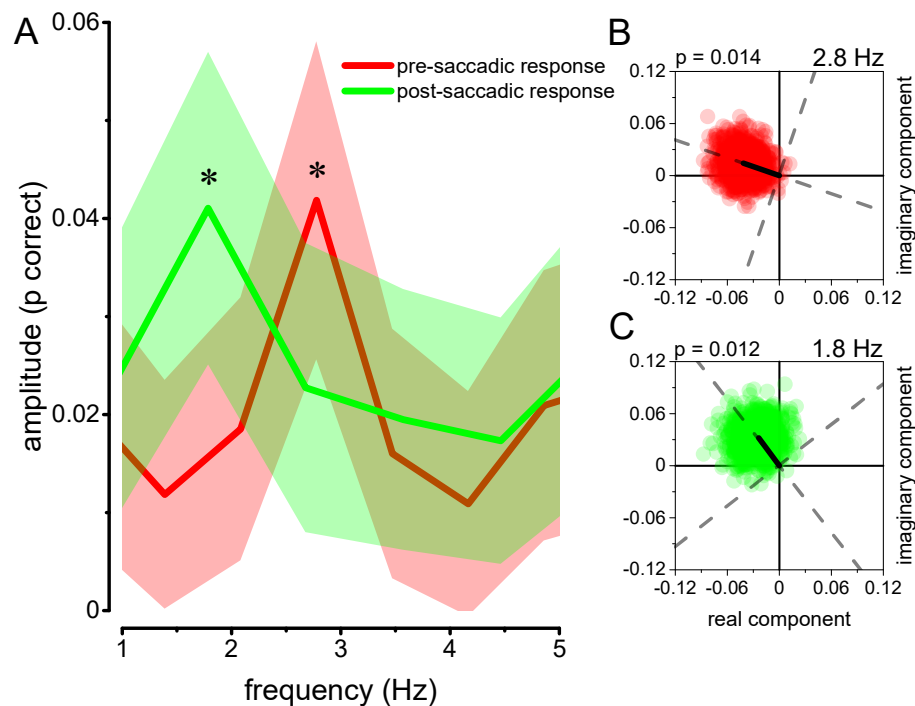 A
0.06
0.04
0.02
0
amplitude (p correct)
pre-saccadic response
post-saccadic response
*
*
1
2
3
4
5
frequency (Hz)
B
p = 0.014
2.8 Hz
0.12
0.06
0
-0.06
-0.12
-0.12
-0.06
0
0.06
0.12
imaginary component
C
p = 0.012
1.8 Hz
0.12
0.06
0
-0.06
-0.12
-0.12
-0.06
0
0.06
0.12
imaginary component
real component